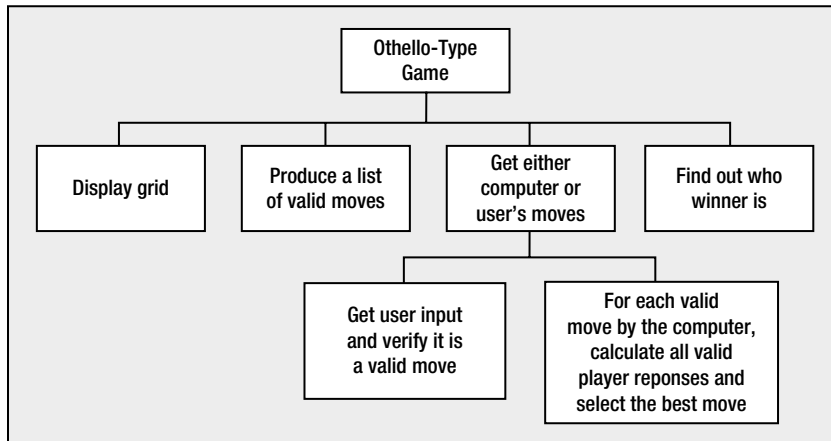 Othello-Type
Game
Display grid
Produce a list
of valid moves
Get either
computer or
user's moves
Find out who
winner is
Get user input
and verify it is
a valid move
For each valid
move by the computer,
calculate all valid
player reponses and
select the best move